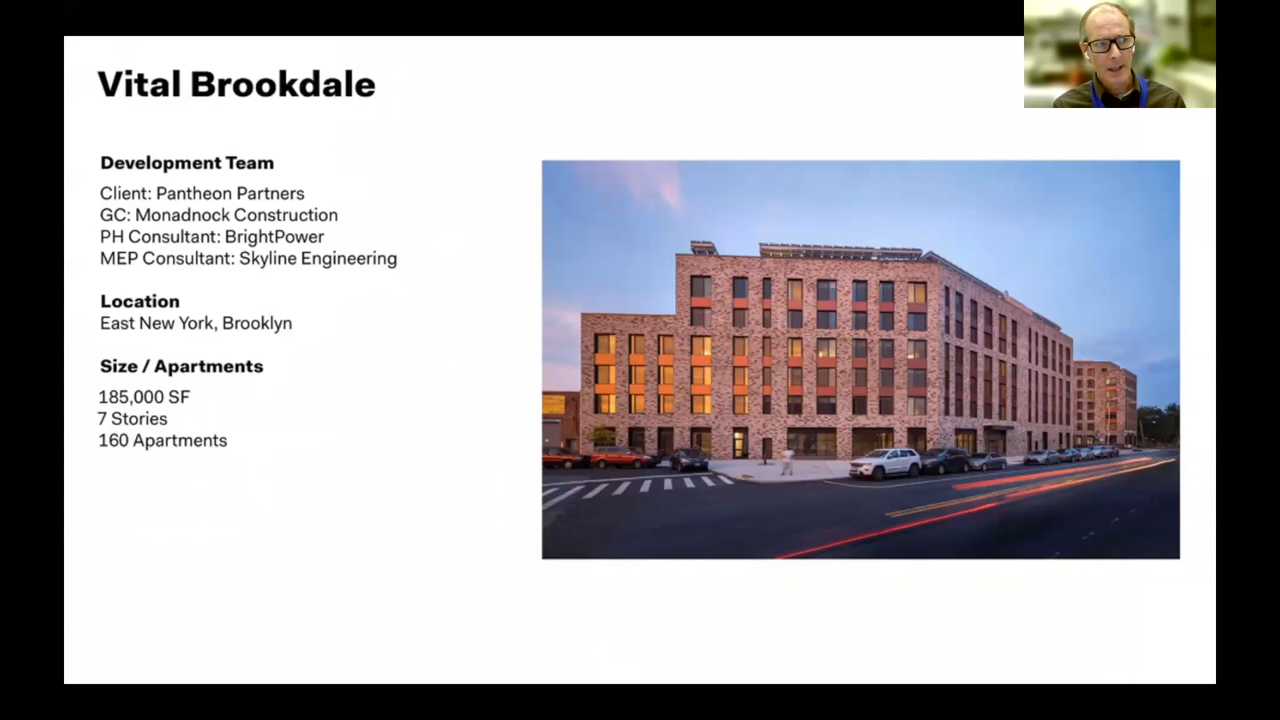 Vital Brookdale
Development Team
Client: Pantheon Partners
GC: Monadnock Construction
PH Consultant: BrightPower
MEP Consultant: Skyline Engineering
Location
East New York, Brooklyn
Size / Apartments
185,000 SF
7 Stories
160 Apartments